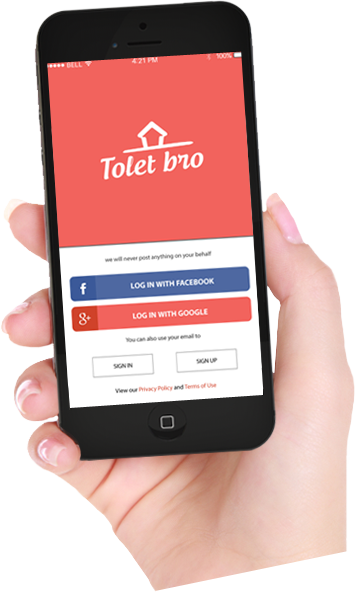 BELL 4:21 PM 100%
Tolet bro
we will never post anything on your behalf
f LOG IN WITH FACEBOOK
g+ LOG IN WITH GOOGLE
You can also use your email to
SIGN IN SIGN UP
View our Privacy Policy and Terms of Use